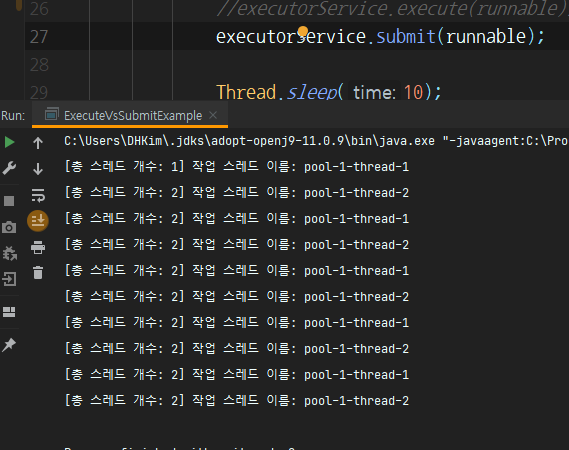 26 //executorService.execute(runnable)
27 executorService.submit(runnable);
28
29 Thread.sleep( time: 10);
Run: ExecuteVsSubmitExample ×
C:\Users\DHKim\.jdks\adopt-openj9-11.0.9\bin\java.exe "-javaagent:C:\Pro
[총 스레드 개수: 1] 작업 스레드 이름: pool-1-thread-1
[총 스레드 개수: 2] 작업 스레드 이름: pool-1-thread-2
[총 스레드 개수: 2] 작업 스레드 이름: pool-1-thread-1
[총 스레드 개수: 2] 작업 스레드 이름: pool-1-thread-2
[총 스레드 개수: 2] 작업 스레드 이름: pool-1-thread-1
[총 스레드 개수: 2] 작업 스레드 이름: pool-1-thread-2
[총 스레드 개수: 2] 작업 스레드 이름: pool-1-thread-1
[총 스레드 개수: 2] 작업 스레드 이름: pool-1-thread-2
[총 스레드 개수: 2] 작업 스레드 이름: pool-1-thread-1
[총 스레드 개수: 2] 작업 스레드 이름: pool-1-thread-2